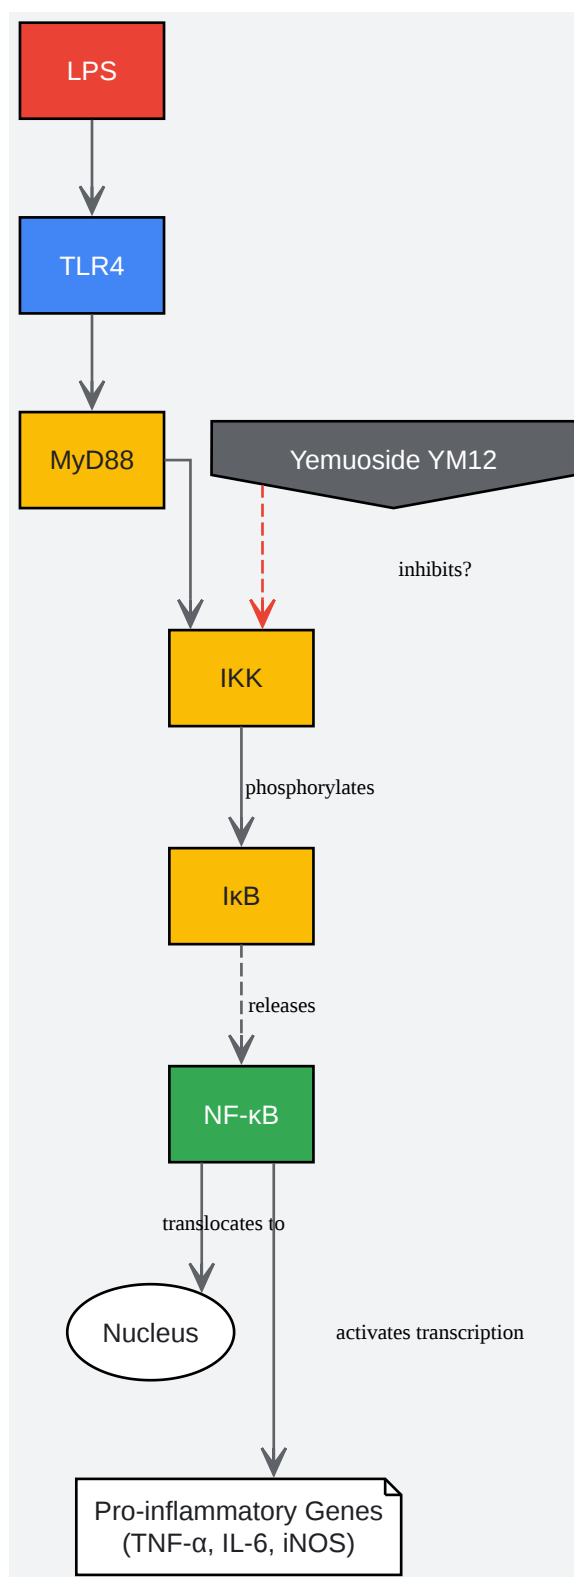 LPS
TLR4
MyD88
Yemuoside YM12
inhibits?
IKK
phosphorylates
IκB
releases
NF-κB
translocates to
Nucleus
activates transcription
Pro-inflammatory Genes
(TNF-α, IL-6, iNOS)